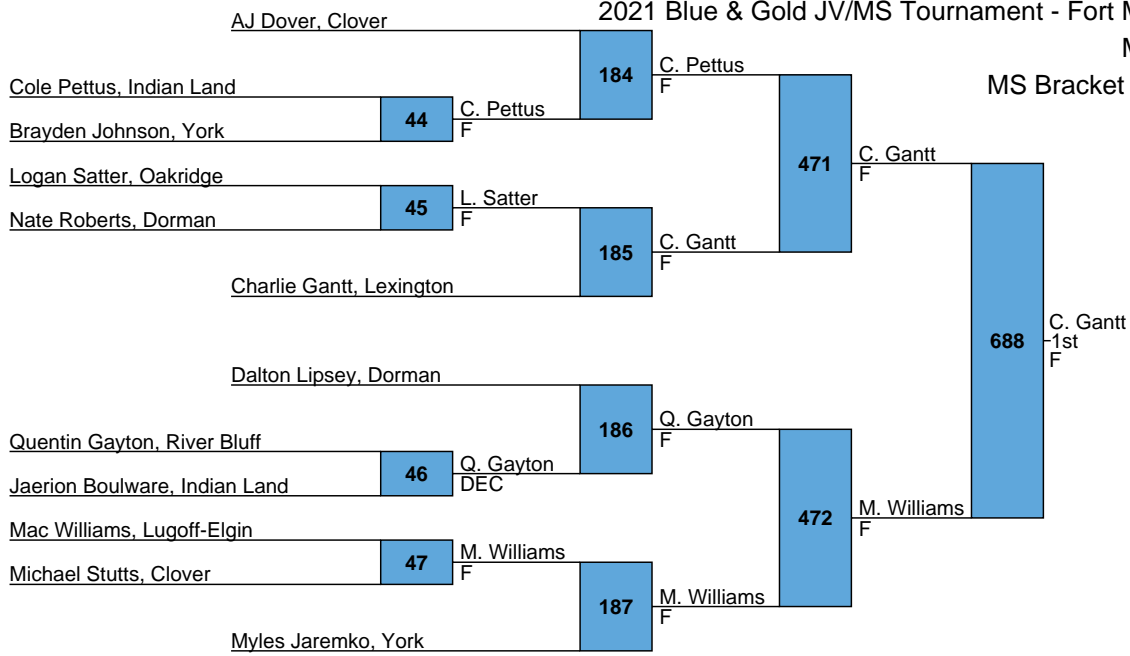 2021 Blue & Gold JV/MS Tournament - Fort M
M
MS Bracket
AJ Dover, Clover
184
C. Pettus
F
Cole Pettus, Indian Land
44
C. Pettus
F
Brayden Johnson, York
471
C. Gantt
F
Logan Satter, Oakridge
45
L. Satter
F
Nate Roberts, Dorman
185
C. Gantt
F
Charlie Gantt, Lexington
688
C. Gantt
1st
F
Dalton Lipsey, Dorman
186
Q. Gayton
F
Quentin Gayton, River Bluff
46
Q. Gayton
DEC
Jaerion Boulware, Indian Land
472
M. Williams
F
Mac Williams, Lugoff-Elgin
47
M. Williams
F
Michael Stutts, Clover
187
M. Williams
F
Myles Jaremko, York